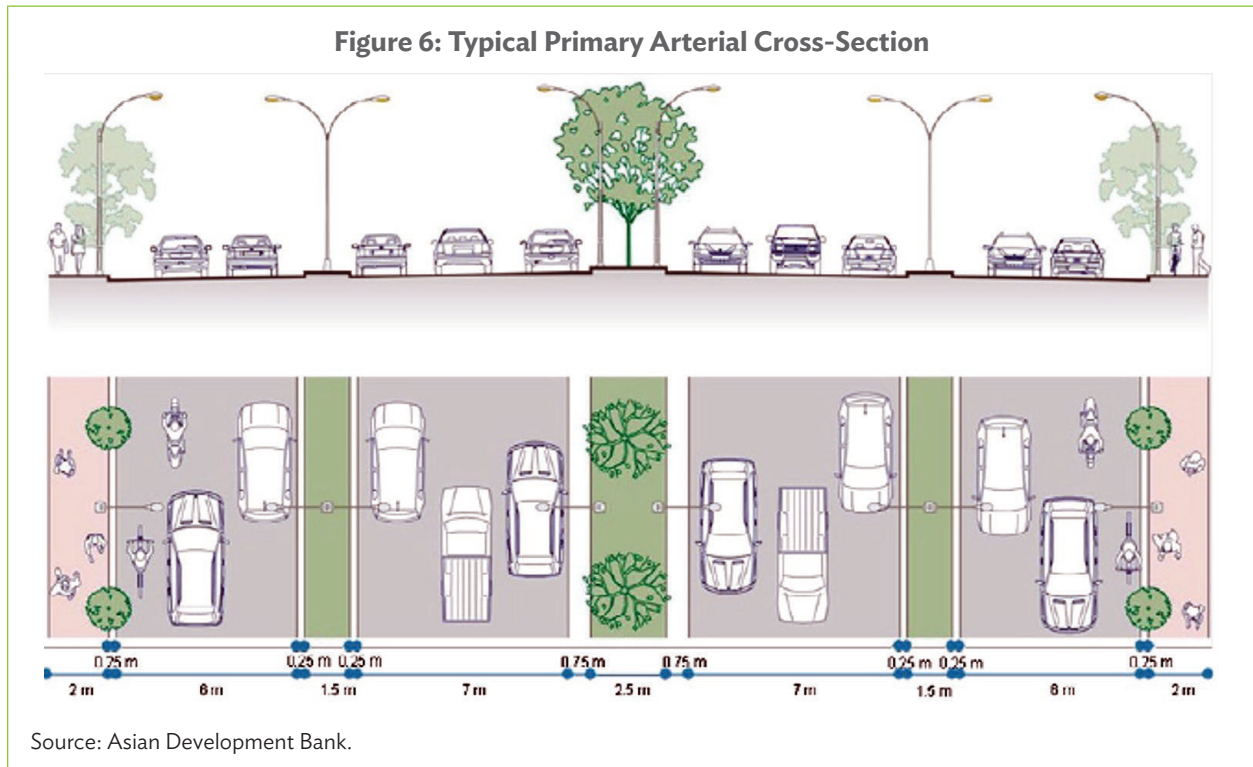 Figure 6: Typical Primary Arterial Cross-Section
0.25 m 0.25 m 0.25 m 0.75 m 0.75 m 0.25 m 0.25 m 0.25 m
2 m 6 m 1.5 m 7 m 2.5 m 7 m 1.5 m 6 m 2 m
Source: Asian Development Bank.